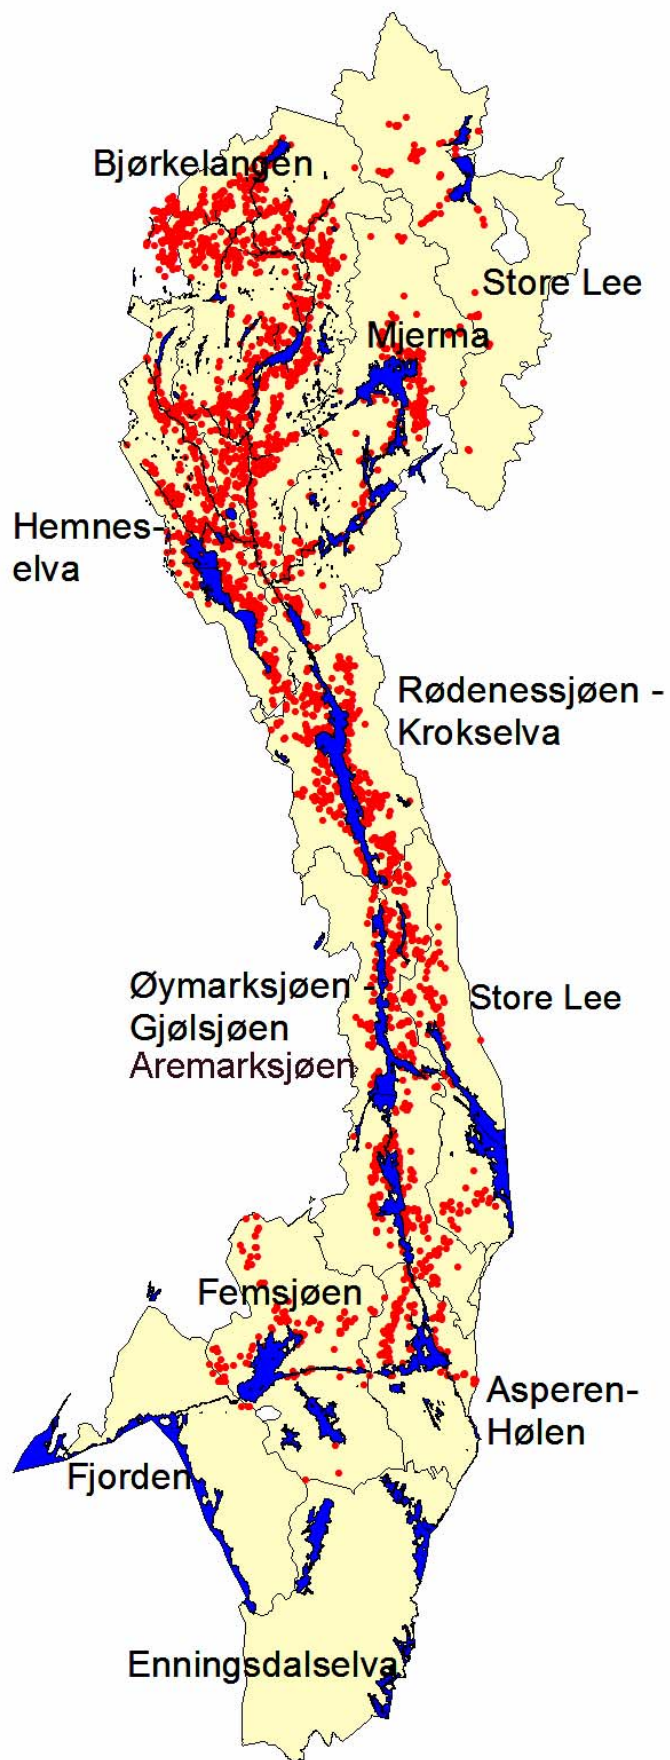 Bjørkelangen
Store Lee
Mjerma
Hemnes-
elva
Rødenessjøen -
Krokselva
Øymarksjøen -
Gjølsjøen
Aremarksjøen
Store Lee
Femsjøen
Asperen-
Hølen
Fjorden
Enningsdalselva